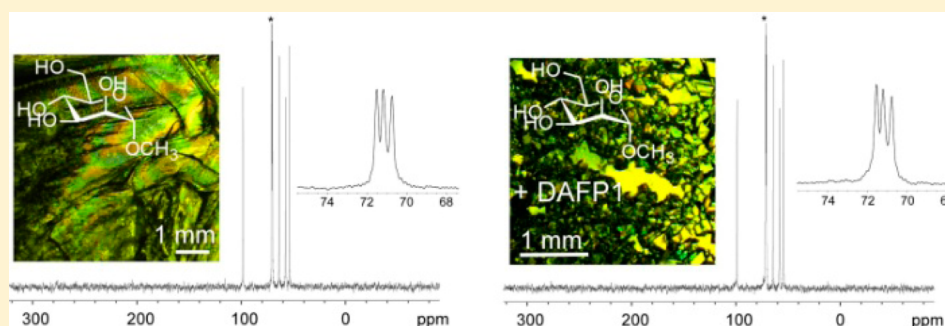 *
HO
OH
HO
O
HO
OCH3
1 mm
74 72 70 68
300 200 100 0 ppm
*
HO
OH
HO
O
HO
OCH3
+ DAFP1
1 mm
74 72 70
300 200 100 0 ppm